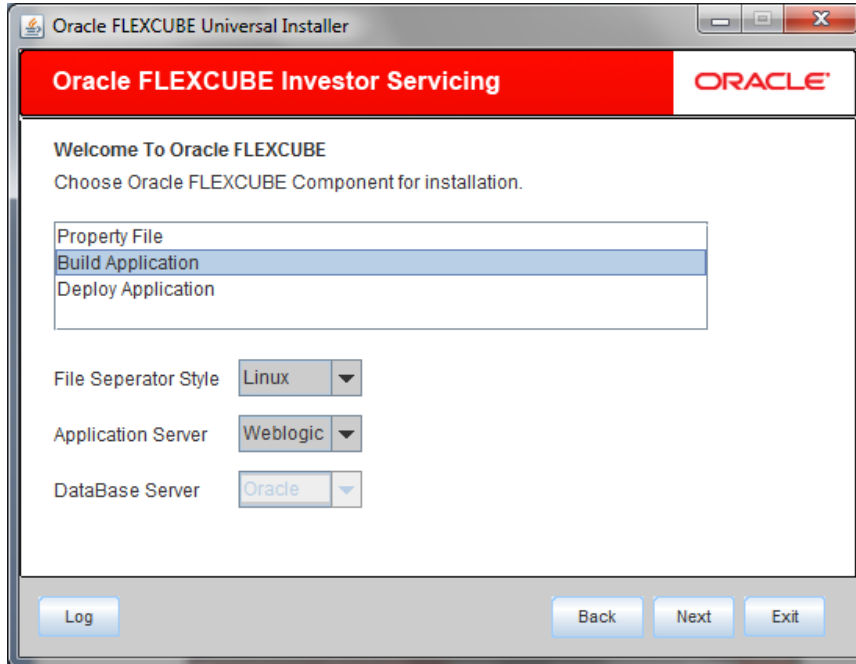 Oracle FLEXCUBE Universal Installer
Oracle FLEXCUBE Investor Servicing
ORACLE
Welcome To Oracle FLEXCUBE
Choose Oracle FLEXCUBE Component for installation.
Property File
Build Application
Deploy Application
File Seperator Style Linux
Application Server Weblogic
DataBase Server Oracle
Log Back Next Exit